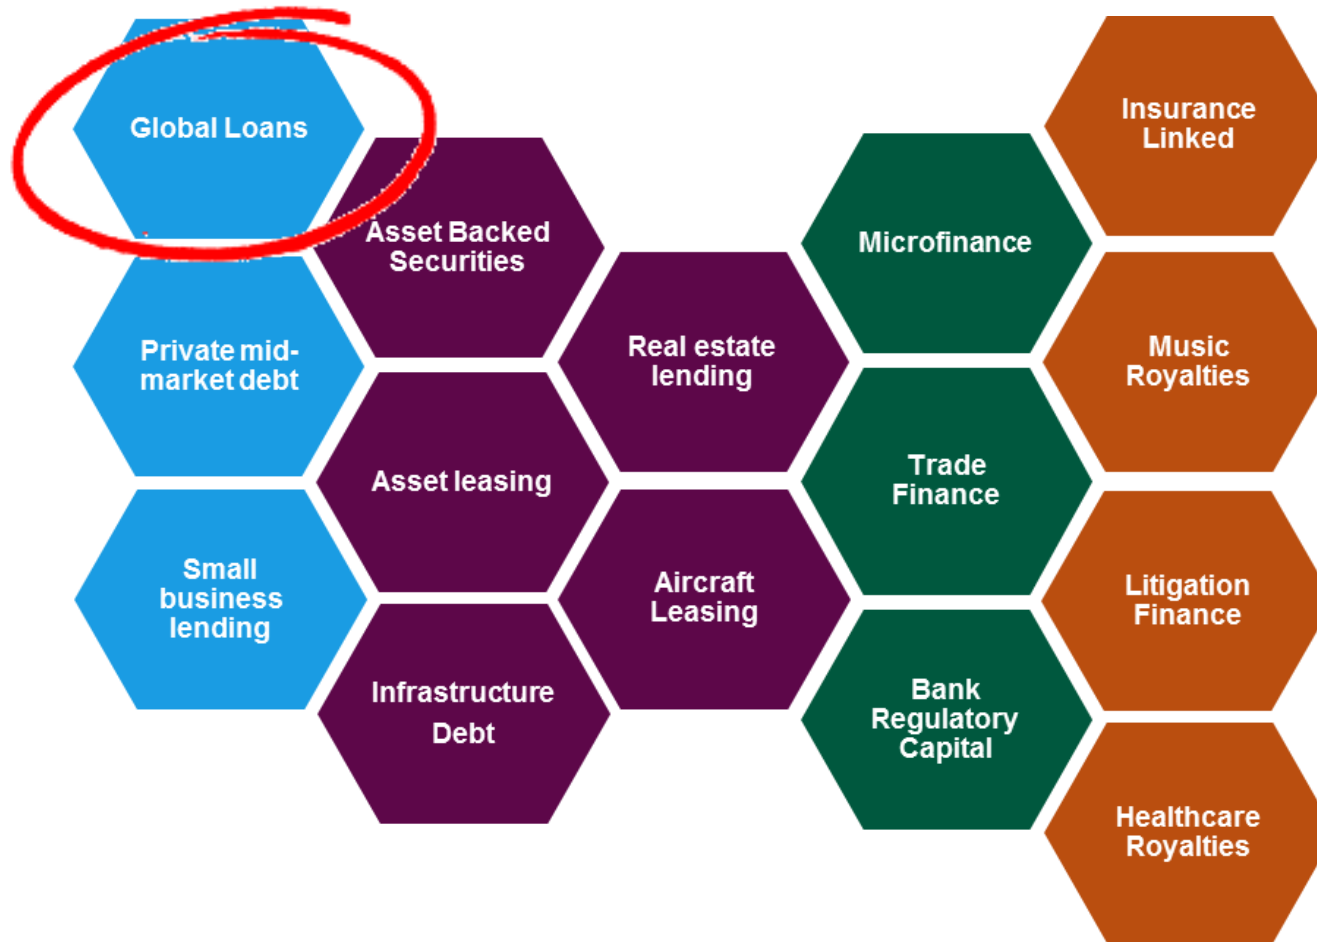 Global Loans
Private mid-
market debt
Small
business
lending
Asset Backed
Securities
Asset leasing
Infrastructure
Debt
Real estate
lending
Aircraft
Leasing
Microfinance
Trade
Finance
Bank
Regulatory
Capital
Insurance
Linked
Music
Royalties
Litigation
Finance
Healthcare
Royalties